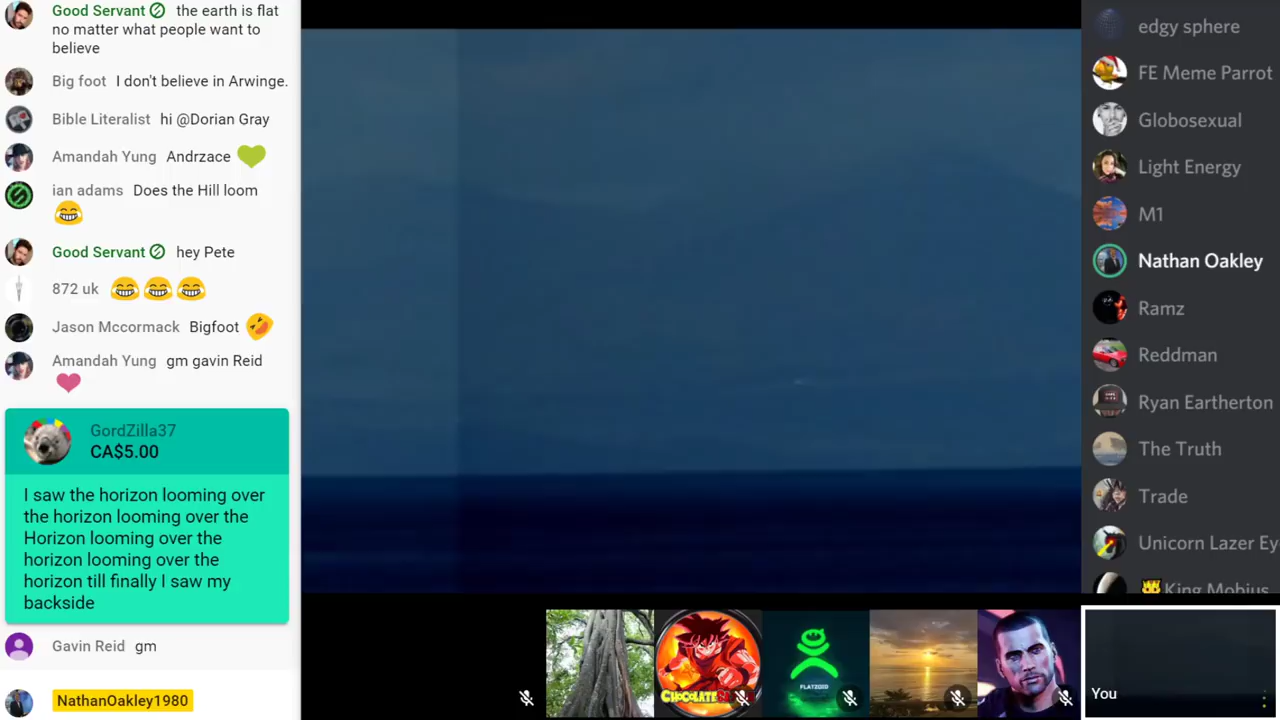 Good Servant the earth is flat
no matter what people want to
believe
Big foot I don't believe in Arwinge.
Bible Literalist hi @Dorian Gray
Amandah Yung Andrzace
ian adams Does the Hill loom
Good Servant hey Pete
872 uk
Jason Mccormack Bigfoot
Amandah Yung gm gavin Reid
GordZilla37
CA$5.00
I saw the horizon looming over
the horizon looming over the
Horizon looming over the
horizon looming over the
horizon till finally I saw my
backside
Gavin Reid gm
NathanOakley1980
edgy sphere
FE Meme Parrot
Globosexual
Light Energy
M1
Nathan Oakley
Ramz
Reddman
Ryan Eartherton
The Truth
Trade
Unicorn Lazer Ey
King Mobius
CHOCOLATE
FLATZOID
You